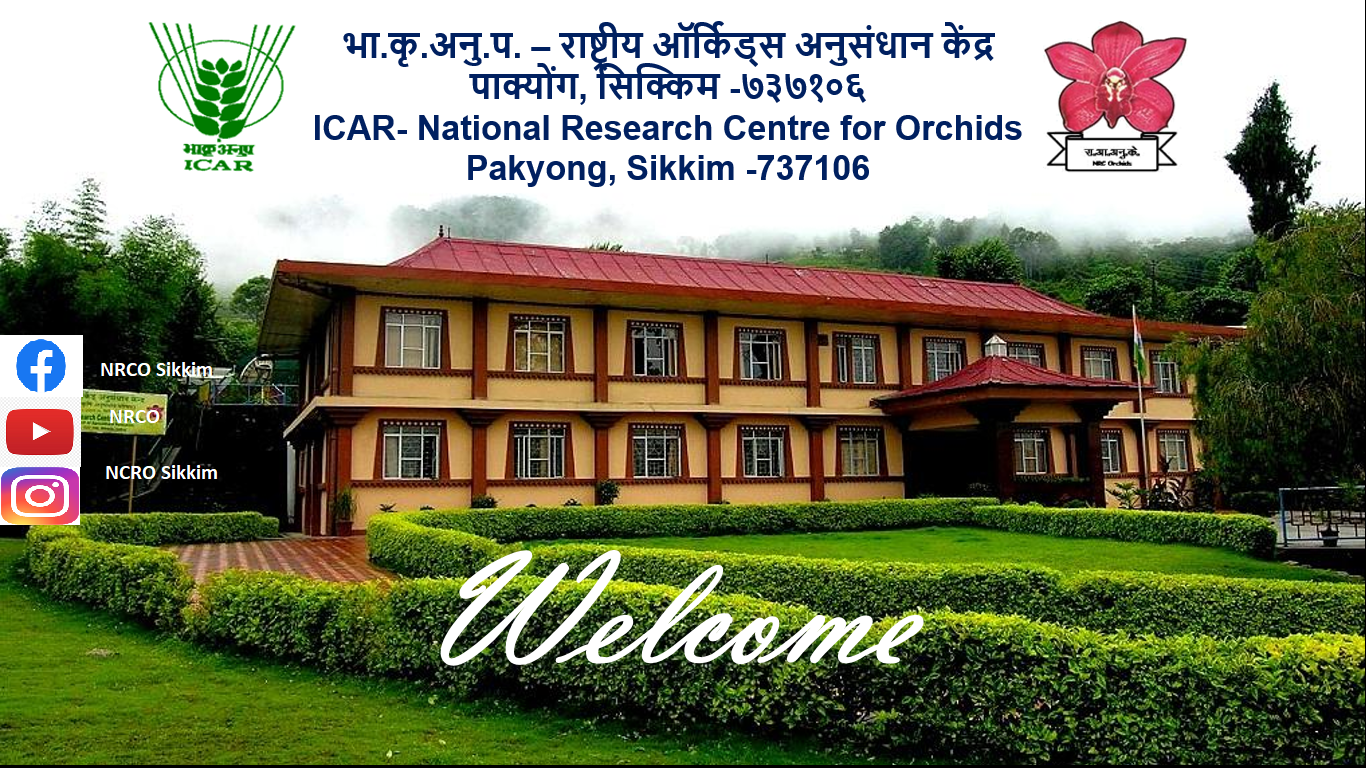 भा.कृ.अनु.प. – राष्ट्रीय ऑर्किड्स अनुसंधान केंद्र
पाक्योंग, सिक्किम -७३७१०६
ICAR- National Research Centre for Orchids
Pakyong, Sikkim -737106
भाकृअनुप
ICAR
रा.आ.अनु.के.
NRC Orchids
NRCO Sikkim
NRCO
NCRO Sikkim
Welcome